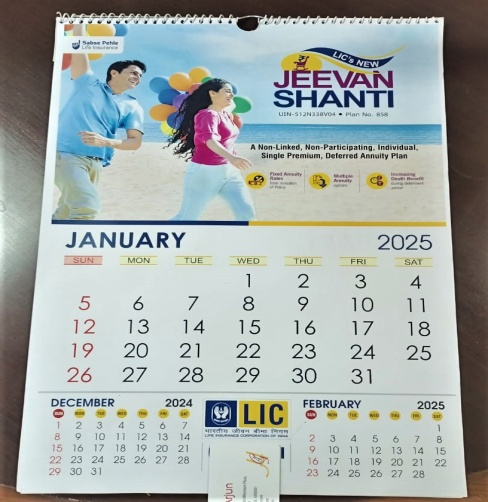 Sabse Pehle
Life Insurance
LIC's NEW
JEEVAN
SHANTI
UIN-512N338V04 • Plan No. 858
A Non-Linked, Non-Participating, Individual,
Single Premium, Deferred Annuity Plan
Fixed Annuity
Rates
from inception
of Policy
Multiple
Annuity
options
Increasing
Death Benefit
during deferment
period
JANUARY 2025
SUN MON TUE WED THU FRI SAT
1 2 3 4
5 6 7 8 9 10 11
12 13 14 15 16 17 18
19 20 21 22 23 24 25
26 27 28 29 30 31
DECEMBER 2024
SUN MON TUE WED THU FRI SAT
1 2 3 4 5 6 7
8 9 10 11 12 13 14
15 16 17 18 19 20 21
22 23 24 25 26 27 28
29 30 31
LIC
भारतीय जीवन बीमा निगम
LIFE INSURANCE CORPORATION OF INDIA
FEBRUARY 2025
SUN MON TUE WED THU FRI SAT
1
2 3 4 5 6 7 8
9 10 11 12 13 14 15
16 17 18 19 20 21 22
23 24 25 26 27 28